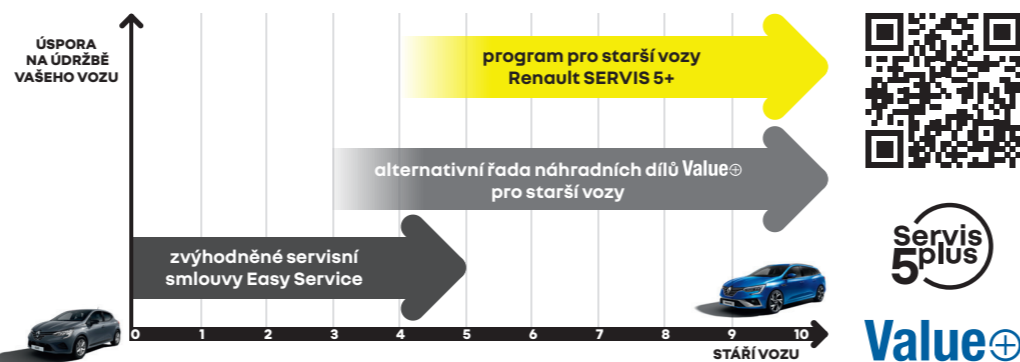 ÚSPORA
NA ÚDRŽBĚ
VAŠEHO VOZU
program pro starší vozy
Renault SERVIS 5+
alternativní řada náhradních dílů Value+
pro starší vozy
zvýhodněné servisní
smlouvy Easy Service
0 1 2 3 4 5 6 7 8 9 10
STÁŘÍ VOZU
Servis
5plus
Value+